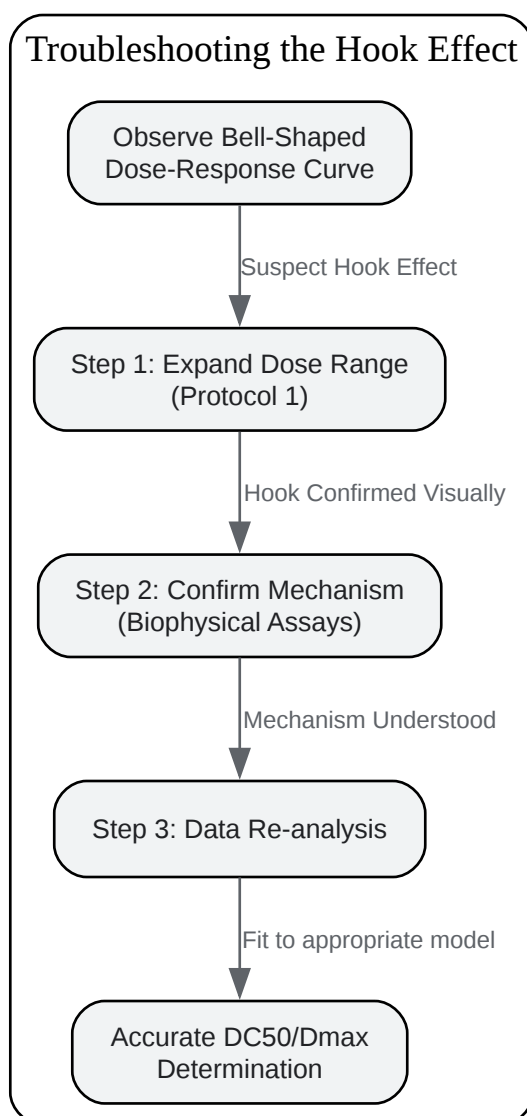 Troubleshooting the Hook Effect
Observe Bell-Shaped
Dose-Response Curve
Suspect Hook Effect
Step 1: Expand Dose Range
(Protocol 1)
Hook Confirmed Visually
Step 2: Confirm Mechanism
(Biophysical Assays)
Mechanism Understood
Step 3: Data Re-analysis
Fit to appropriate model
Accurate DC50/Dmax
Determination